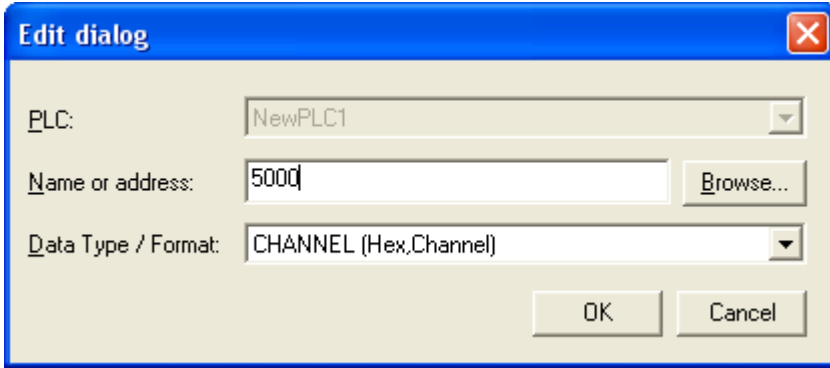 Edit dialog
PLC: NewPLC1
Name or address: 5000 Browse...
Data Type / Format: CHANNEL (Hex,Channel)
OK Cancel